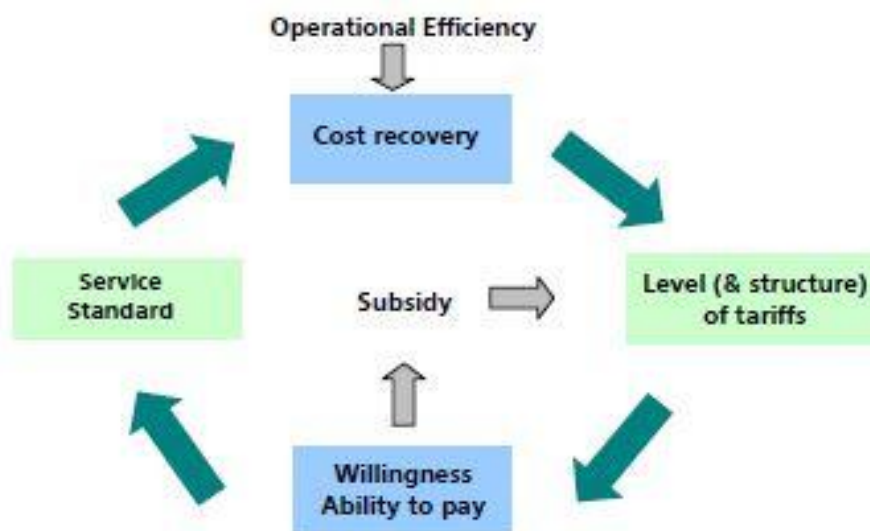 Operational Efficiency
Cost recovery
Service
Standard
Subsidy
Level (& structure)
of tariffs
Willingness
Ability to pay